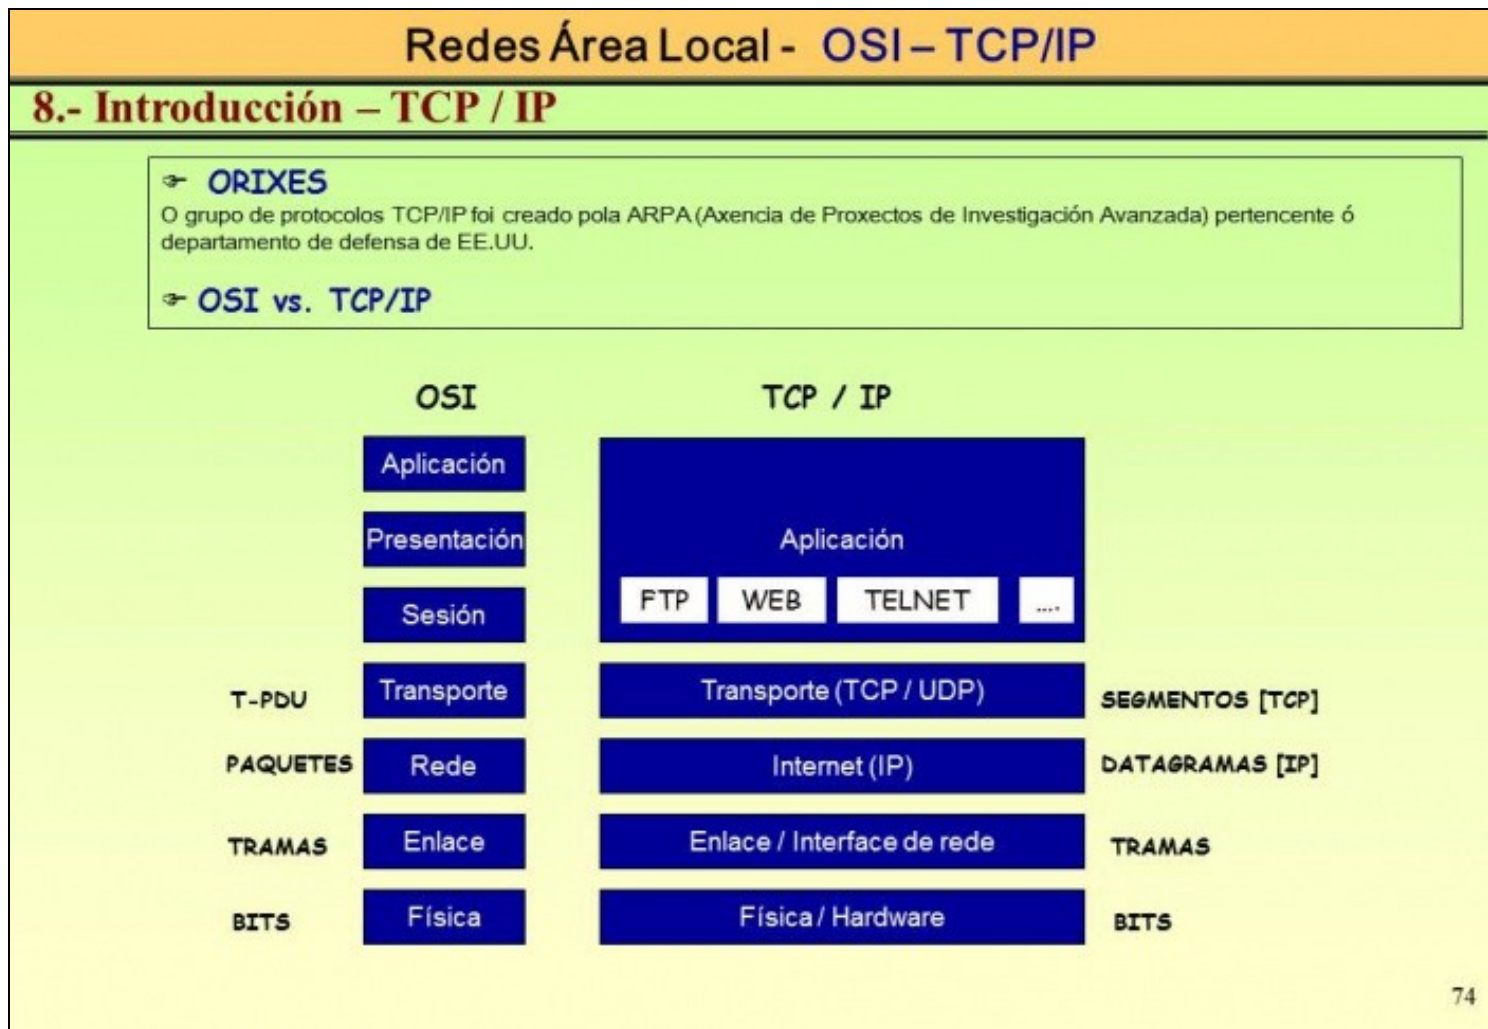 Redes Área Local - OSI – TCP/IP
8.- Introducción – TCP / IP
☞ ORIXES
O grupo de protocolos TCP/IP foi creado pola ARPA (Axencia de Proxectos de Investigación Avanzada) pertencente ó
departamento de defensa de EE.UU.
☞ OSI vs. TCP/IP
OSI TCP / IP
Aplicación
Presentación Aplicación
Sesión FTP WEB TELNET ....
T-PDU Transporte Transporte (TCP / UDP) SEGMENTOS [TCP]
PAQUETES Rede Internet (IP) DATAGRAMAS [IP]
TRAMAS Enlace Enlace / Interface de rede TRAMAS
BITS Física Física / Hardware BITS
74